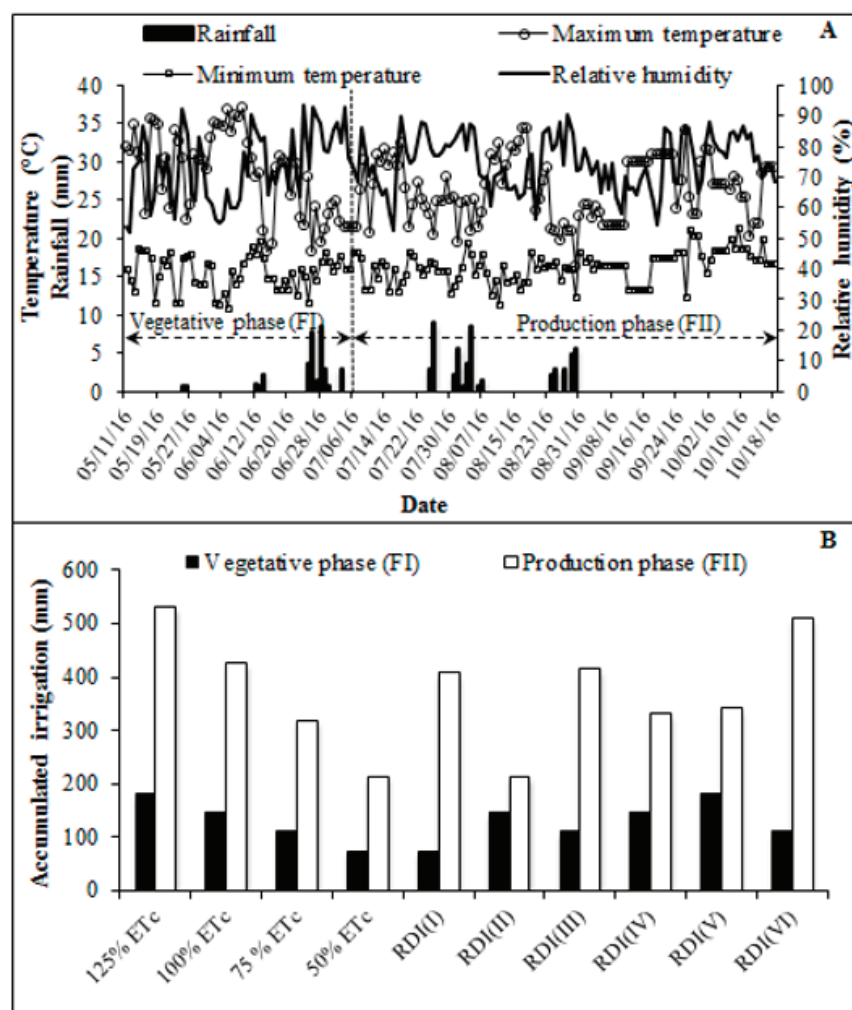 A
Rainfall Maximum temperature
Minimum temperature Relative humidity
Temperature (°C)
Rainfall (mm)
40
35
30
25
20
15
10
5
0
Relative humidity (%)
100
90
80
70
60
50
40
30
20
10
0
Vegetative phase (FI) Production phase (FII)
05/11/16 05/19/16 05/27/16 06/04/16 06/12/16 06/20/16 06/28/16 07/06/16 07/14/16 07/22/16 07/30/16 08/07/16 08/15/16 08/23/16 08/31/16 09/08/16 09/16/16 09/24/16 10/02/16 10/10/16 10/18/16
Date
B
Vegetative phase (FI) Production phase (FII)
Accumulated irrigation (mm)
600
500
400
300
200
100
0
125% ETc 100% ETc 75 % ETc 50% ETc RDI(I) RDI(II) RDI(III) RDI(IV) RDI(V) RDI(VI)